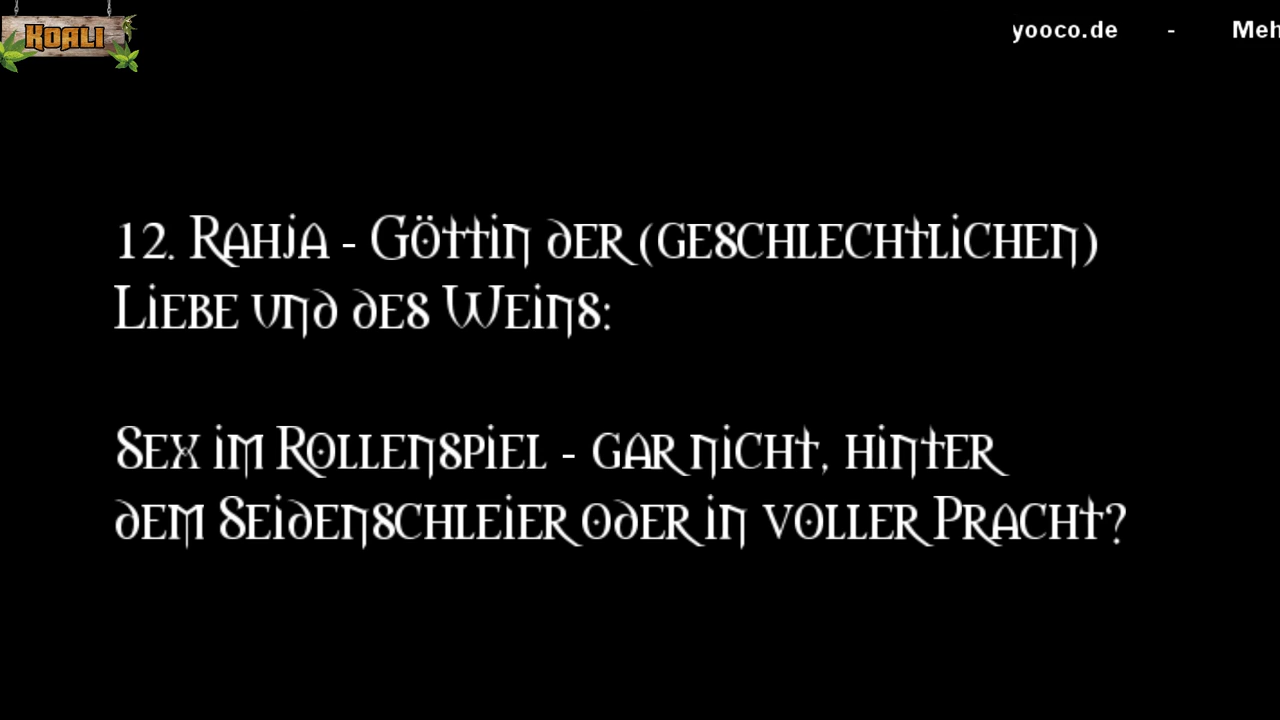 KOALI
yooco.de - Meh
12. Rahja - Göttin der (geschlechtlichen)
Liebe und des Weins:
Sex im Rollenspiel - gar nicht, hinter
dem Seidenschleier oder in voller Pracht?